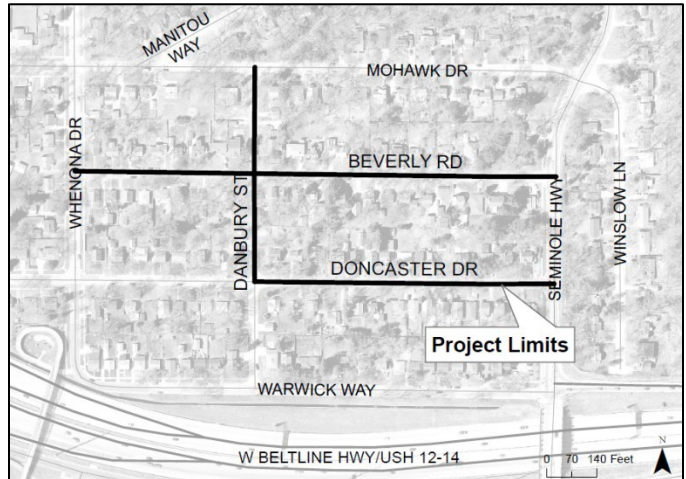 MANITOU
WAY
MOHAWK DR
WHENONA DR
BEVERLY RD
DANBURY ST
SEMINOLE HWY
WINSLOW LN
DONCASTER DR
Project Limits
WARWICK WAY
W BELTLINE HWY/USH 12-14
0 70 140 Feet
N